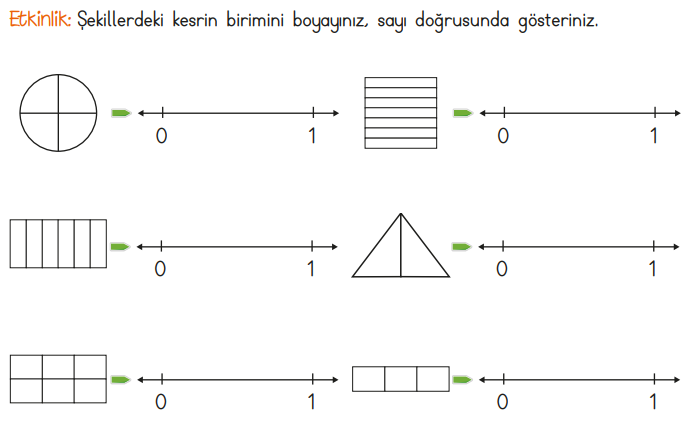 Etkinlik: Şekillerdeki kesrin birimini boyayınız, sayı doğrusunda gösteriniz.
0 1 0 1
0 1 0 1
0 1 0 1